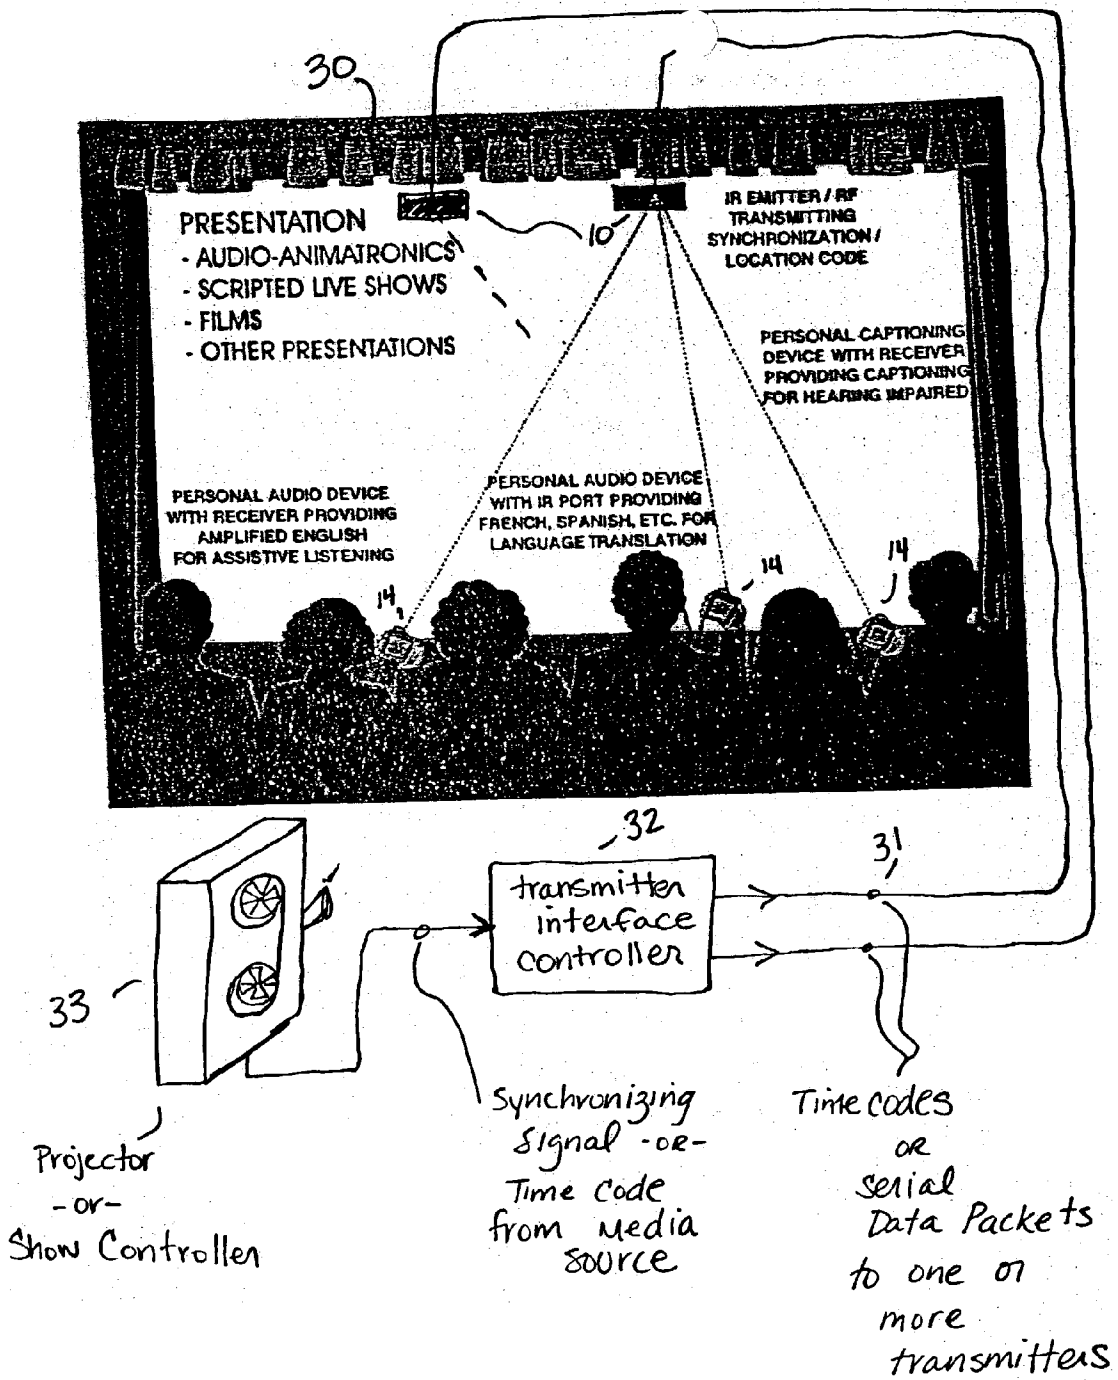 30
PRESENTATION
- AUDIO-ANIMATRONICS
- SCRIPTED LIVE SHOWS
- FILMS
- OTHER PRESENTATIONS
10
IR EMITTER / RF
TRANSMITTING
SYNCHRONIZATION /
LOCATION CODE
PERSONAL CAPTIONING
DEVICE WITH RECEIVER
PROVIDING CAPTIONING
FOR HEARING IMPAIRED
PERSONAL AUDIO DEVICE
WITH RECEIVER PROVIDING
AMPLIFIED ENGLISH
FOR ASSISTIVE LISTENING
PERSONAL AUDIO DEVICE
WITH IR PORT PROVIDING
FRENCH, SPANISH, ETC. FOR
LANGUAGE TRANSLATION
14
14
14
32
31
transmitter
interface
controller
33
Projector
-or-
Show Controller
Synchronizing
Signal -OR-
Time Code
from Media
Source
Time codes
OR
Serial
Data Packets
to one or
more
transmitters